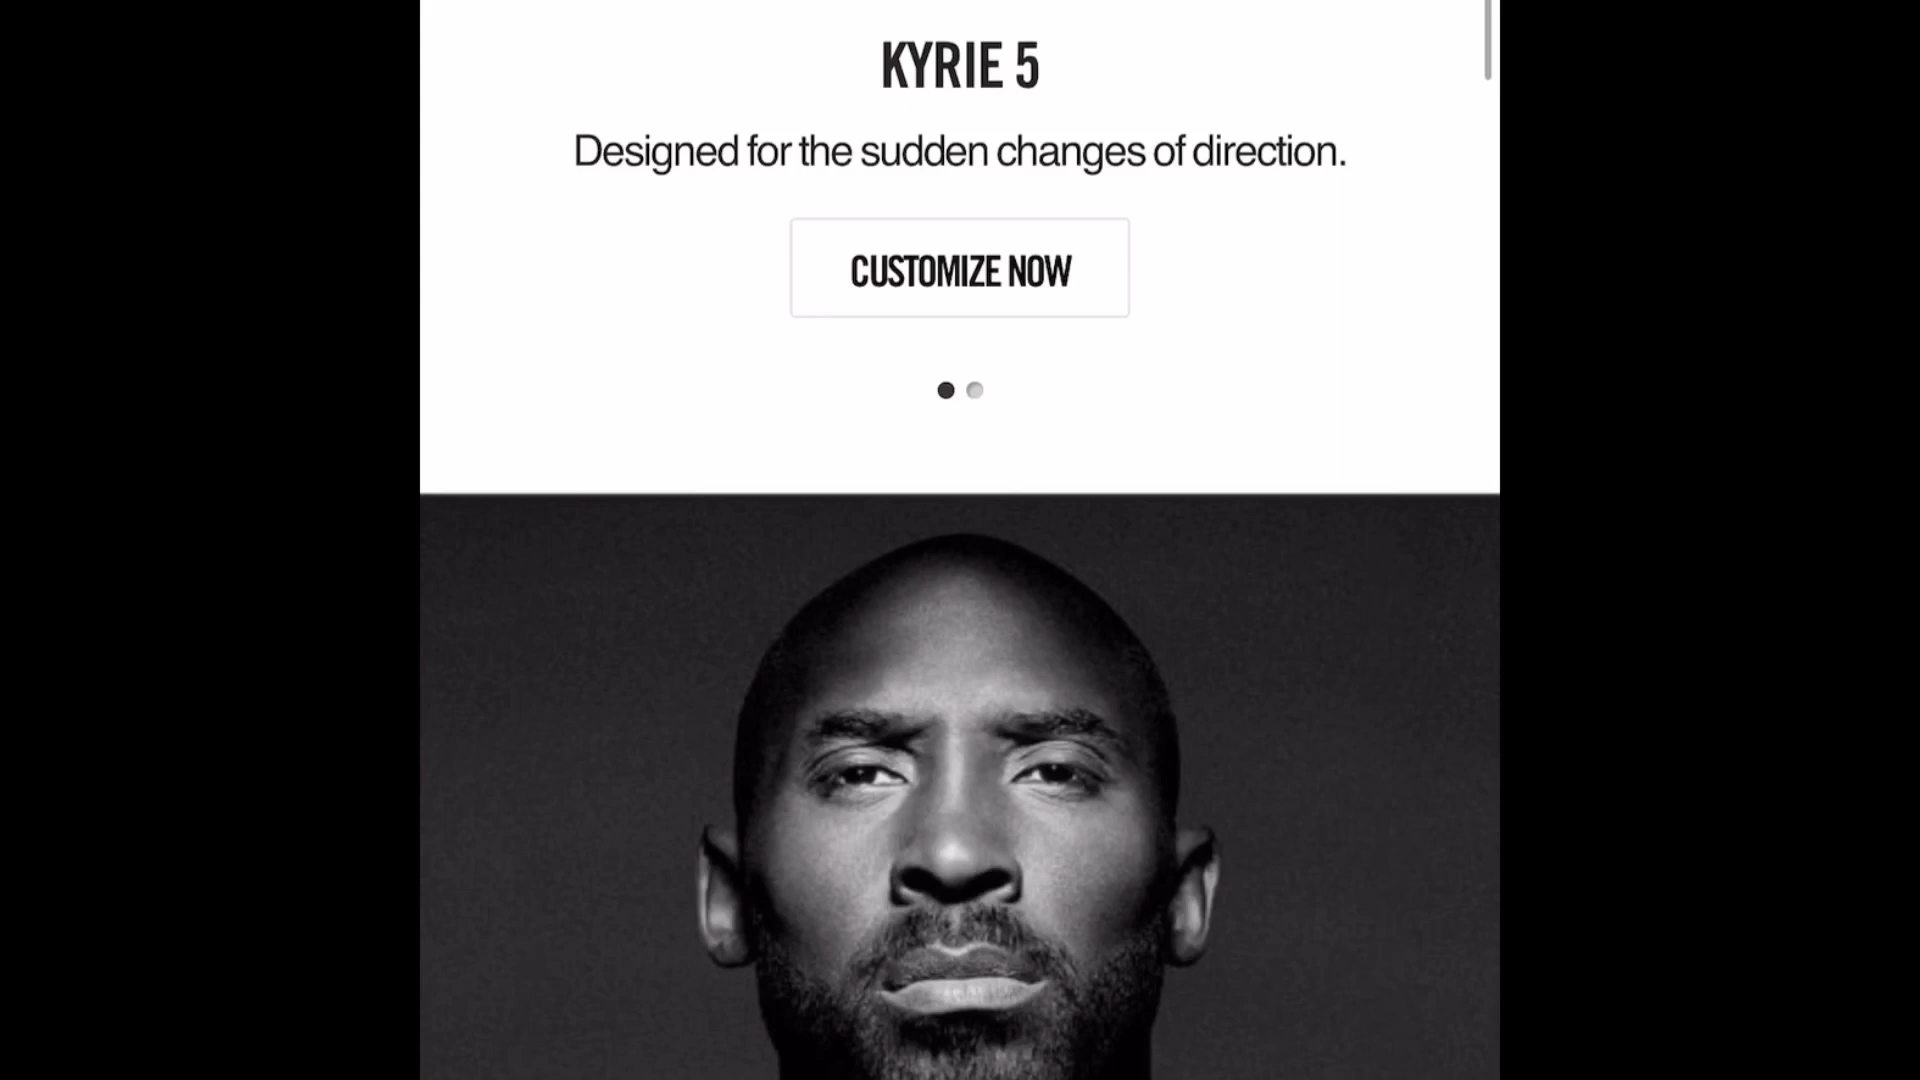 KYRIE 5
Designed for the sudden changes of direction.
CUSTOMIZE NOW